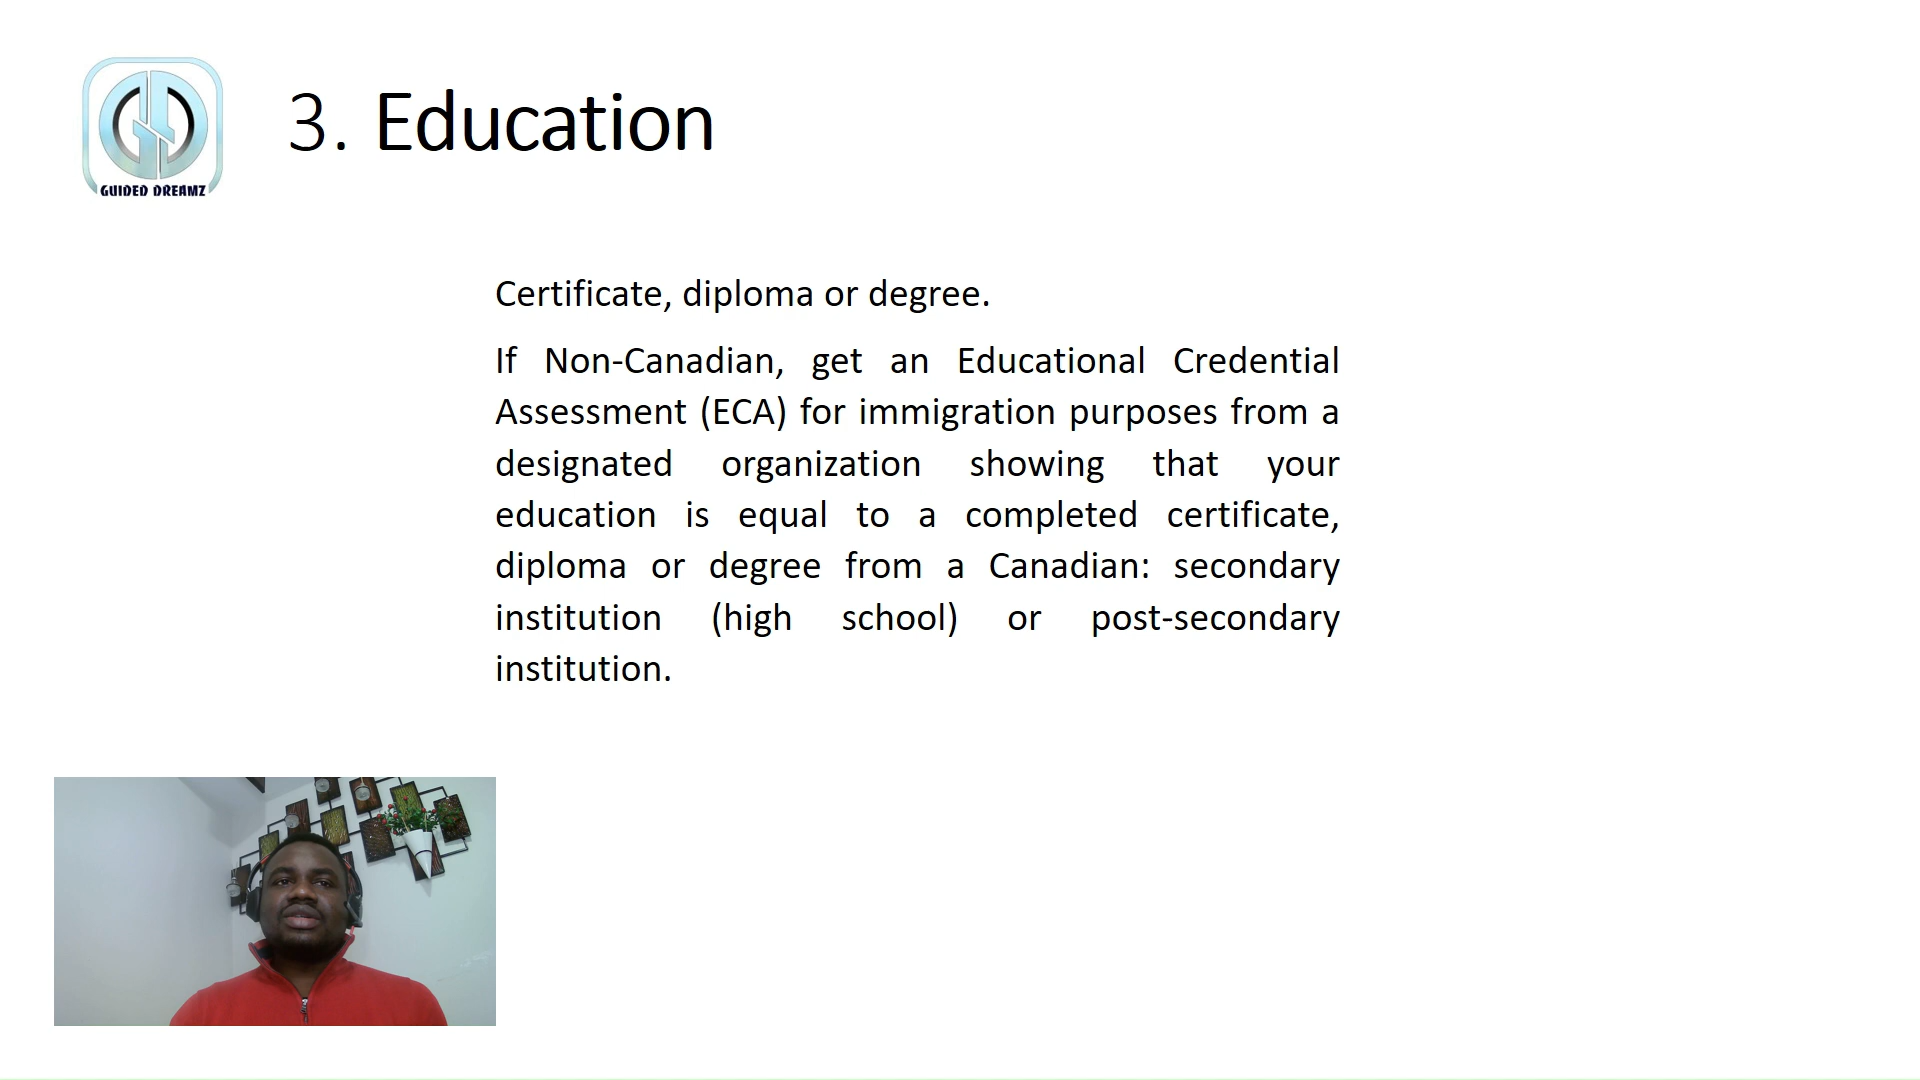 GUIDED DREAMZ
3. Education
Certificate, diploma or degree.
If Non-Canadian, get an Educational Credential
Assessment (ECA) for immigration purposes from a
designated organization showing that your
education is equal to a completed certificate,
diploma or degree from a Canadian: secondary
institution (high school) or post-secondary
institution.